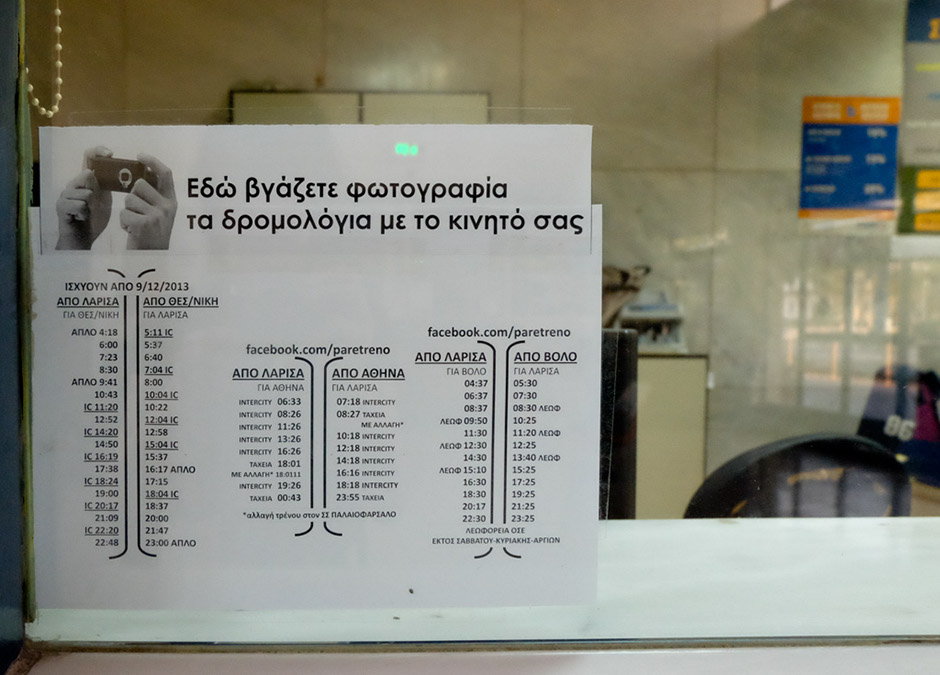 Εδώ βγάζετε φωτογραφία
τα δρομολόγια με το κινητό σας
ΙΣΧΥΟΥΝ ΑΠΟ 9/12/2013
ΑΠΟ ΛΑΡΙΣΑ
ΓΙΑ ΘΕΣ/ΝΙΚΗ
ΑΠΛΟ 4:18
6:00
7:23
8:30
ΑΠΛΟ 9:41
10:43
IC 11:20
12:52
IC 14:20
14:50
IC 16:19
17:38
IC 18:24
19:00
IC 20:17
21:09
IC 22:20
22:48
ΑΠΟ ΘΕΣ/ΝΙΚΗ
ΓΙΑ ΛΑΡΙΣΑ
5:11 IC
5:37
6:40
7:04 IC
8:00
10:04 IC
10:22
12:04 IC
12:58
15:04 IC
15:37
16:17 ΑΠΛΟ
17:15
18:04 IC
18:37
20:00
21:47
23:00 ΑΠΛΟ
facebook.com/paretreno
ΑΠΟ ΛΑΡΙΣΑ
ΓΙΑ ΑΘΗΝΑ
INTERCITY 06:33
INTERCITY 08:26
INTERCITY 11:26
INTERCITY 13:26
INTERCITY 16:26
ΤΑΧΕΙΑ 18:01
ΜΕ ΑΛΛΑΓΗ* 18:0111
INTERCITY 19:26
ΤΑΧΕΙΑ 00:43
ΑΠΟ ΑΘΗΝΑ
ΓΙΑ ΛΑΡΙΣΑ
07:18 INTERCITY
08:27 ΤΑΧΕΙΑ
ΜΕ ΑΛΛΑΓΗ*
10:18 INTERCITY
12:18 INTERCITY
14:18 INTERCITY
16:16 INTERCITY
18:18 INTERCITY
23:55 ΤΑΧΕΙΑ
*αλλαγή τρένου στον ΣΣ ΠΑΛΑΙΟΦΑΡΣΑΛΟ
facebook.com/paretreno
ΑΠΟ ΛΑΡΙΣΑ
ΓΙΑ ΒΟΛΟ
04:37
06:37
08:37
ΛΕΩΦ 09:50
11:30
ΛΕΩΦ 12:30
14:30
ΛΕΩΦ 15:10
16:30
18:30
20:17
22:30
ΑΠΟ ΒΟΛΟ
ΓΙΑ ΛΑΡΙΣΑ
05:30
07:30
08:30 ΛΕΩΦ
10:25
11:20 ΛΕΩΦ
12:25
13:40 ΛΕΩΦ
15:25
17:25
19:25
21:25
23:25
ΛΕΩΦΟΡΕΙΑ ΟΣΕ
ΕΚΤΟΣ ΣΑΒΒΑΤΟΥ-ΚΥΡΙΑΚΗΣ-ΑΡΓΙΩΝ